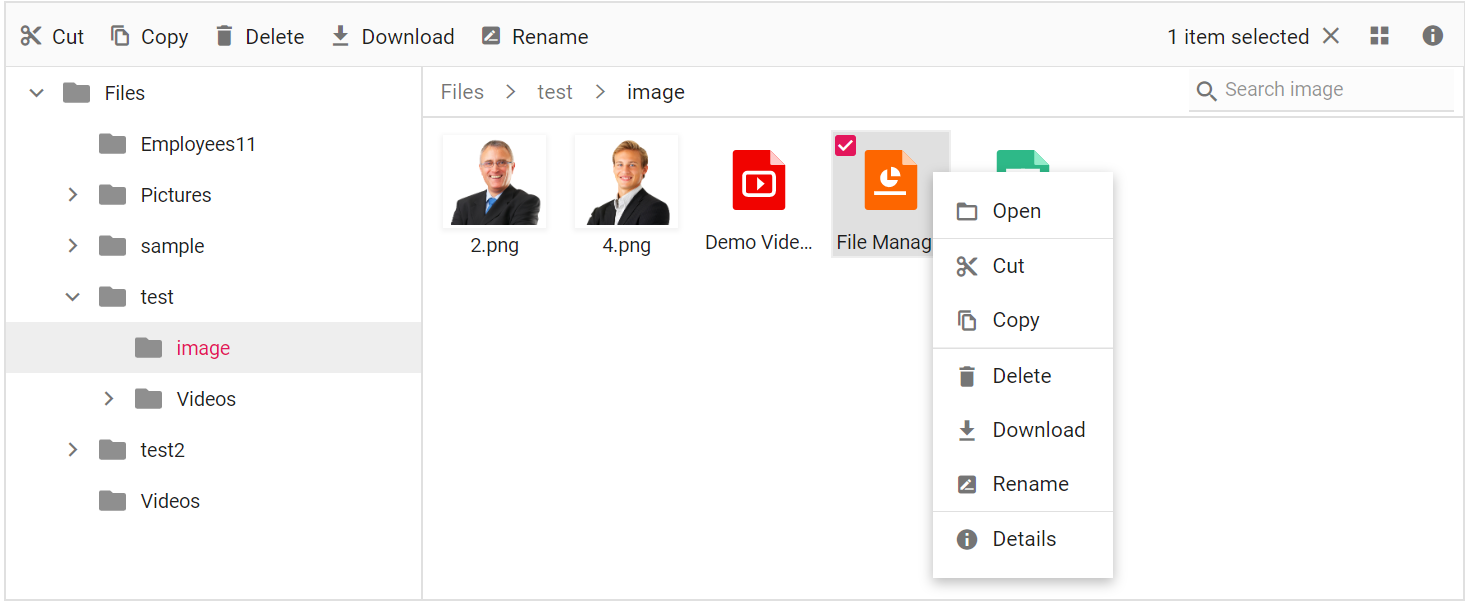 Cut Copy Delete Download Rename 1 item selected
Files
Employees11
Pictures
sample
test
image
Videos
test2
Videos
Files > test > image Search image
2.png 4.png Demo Vide... File Manag
Open
Cut
Copy
Delete
Download
Rename
Details